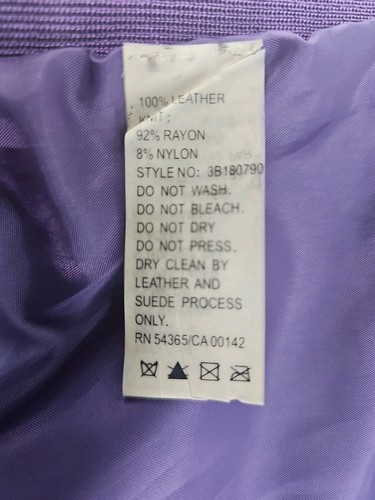 100% LEATHER
KNIT:
92% RAYON
8% NYLON
STYLE NO: 3B180790
DO NOT WASH.
DO NOT BLEACH.
DO NOT DRY
DO NOT PRESS.
DRY CLEAN BY
LEATHER AND
SUEDE PROCESS
ONLY.
RN 54365/CA 00142